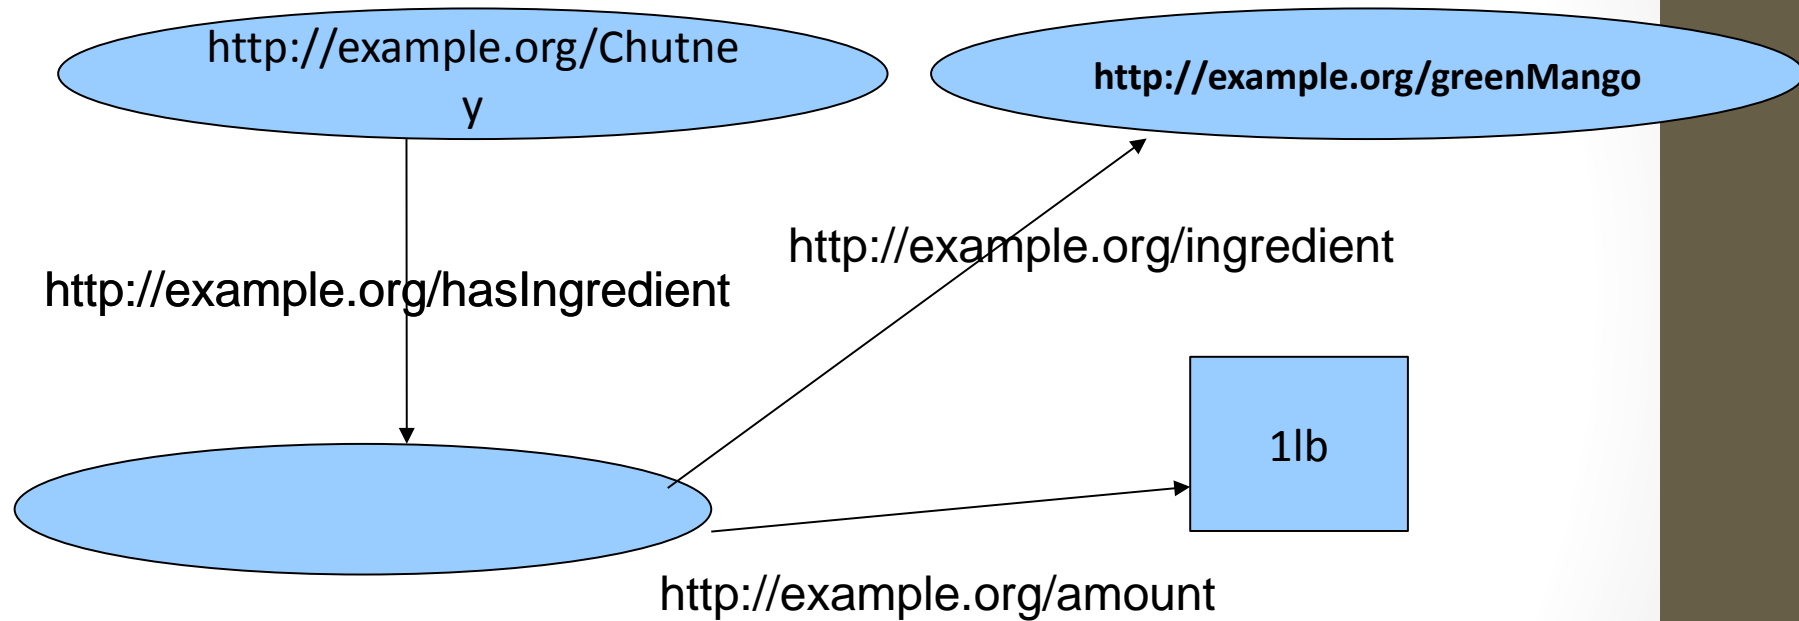 http://example.org/Chutne
y
http://example.org/greenMango
http://example.org/ingredient
http://example.org/hasIngredient
1lb
http://example.org/amount